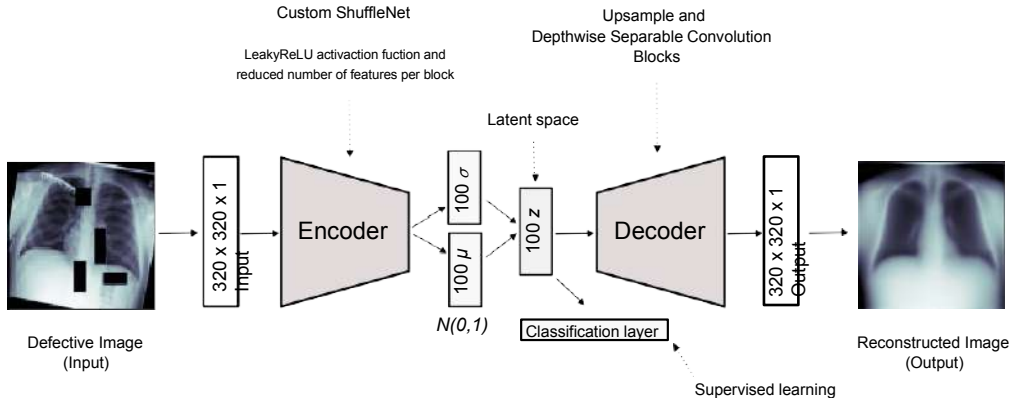 Custom ShuffleNet
LeakyReLU activaction fuction and
reduced number of features per block
Upsample and
Depthwise Separable Convolution
Blocks
Latent space
320 x 320 x 1
Input
Encoder
100 σ
100 μ
N(0,1)
100 z
Decoder
320 x 320 x 1
Output
Classification layer
Defective Image
(Input)
Reconstructed Image
(Output)
Supervised learning